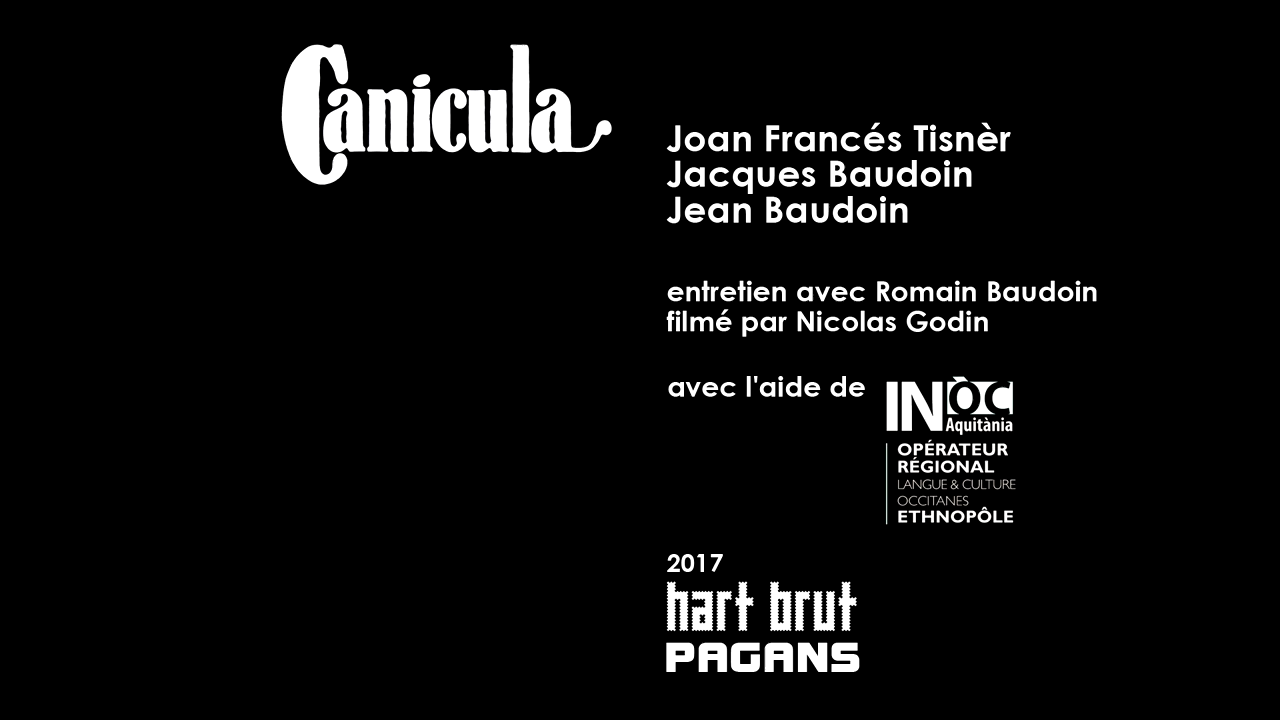 Canicula
Joan Francés Tisnèr
Jacques Baudoin
Jean Baudoin
entretien avec Romain Baudoin
filmé par Nicolas Godin
avec l'aide de
INÒC
Aquitània
OPÉRATEUR
RÉGIONAL
LANGUE & CULTURE
OCCITANES
ETHNOPÔLE
2017
hart brut
PAGANS